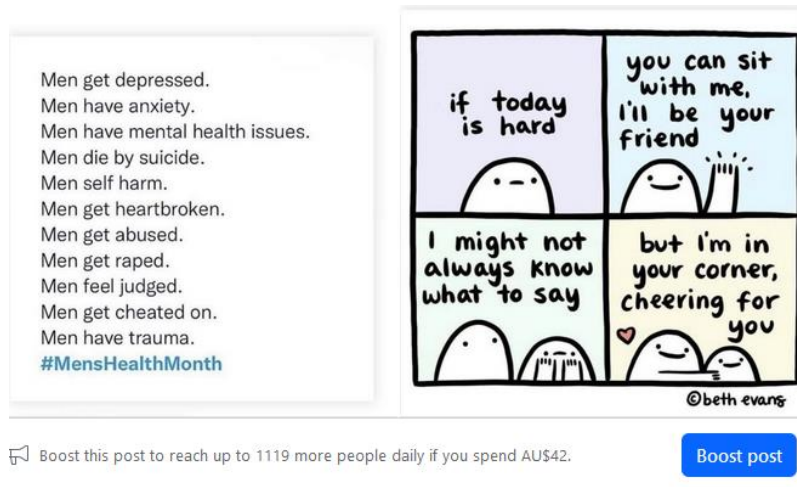 Men get depressed.
Men have anxiety.
Men have mental health issues.
Men die by suicide.
Men self harm.
Men get heartbroken.
Men get abused.
Men get raped.
Men feel judged.
Men get cheated on.
Men have trauma.
#MensHealthMonth
if today
is hard
you can sit
with me,
I'll be your
friend
I might not
always know
what to say
but I'm in
your corner,
cheering for
you
©beth evans
Boost this post to reach up to 1119 more people daily if you spend AU$42.
Boost post